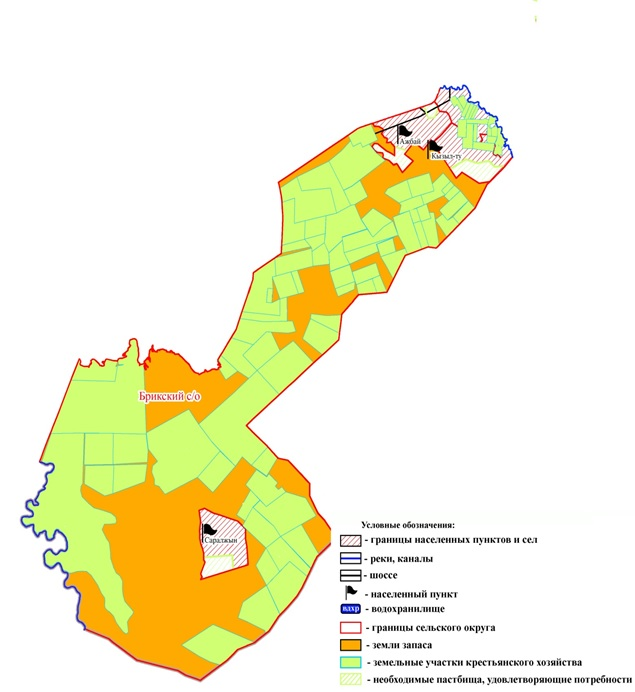 Ажбай
Кызыл-ту
Брикский с/о
Саралжын
Условные обозначения:
- границы населенных пунктов и сел
- реки, каналы
- шоссе
- населенный пункт
вдхр - водохранилище
- границы сельского округа
- земли запаса
- земельные участки крестьянского хозяйства
- необходимые пастбища, удовлетворяющие потребности